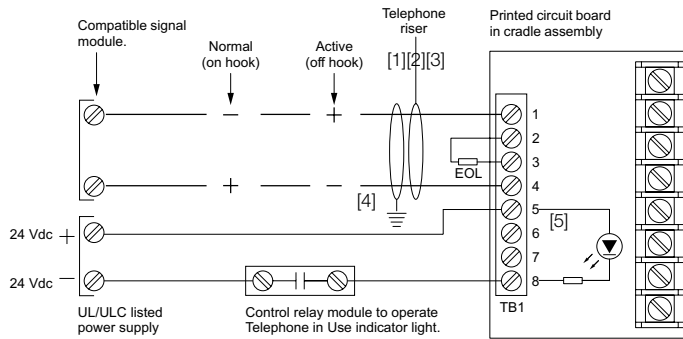 Compatible signal
module.
Normal
(on hook)
Active
(off hook)
Telephone
riser
[1][2][3]
Printed circuit board
in cradle assembly
− +
+ −
[4]
EOL
1
2
3
4
5
6
7
8
[5]
TB1
24 Vdc +
24 Vdc −
UL/ULC listed
power supply
Control relay module to operate
Telephone in Use indicator light.